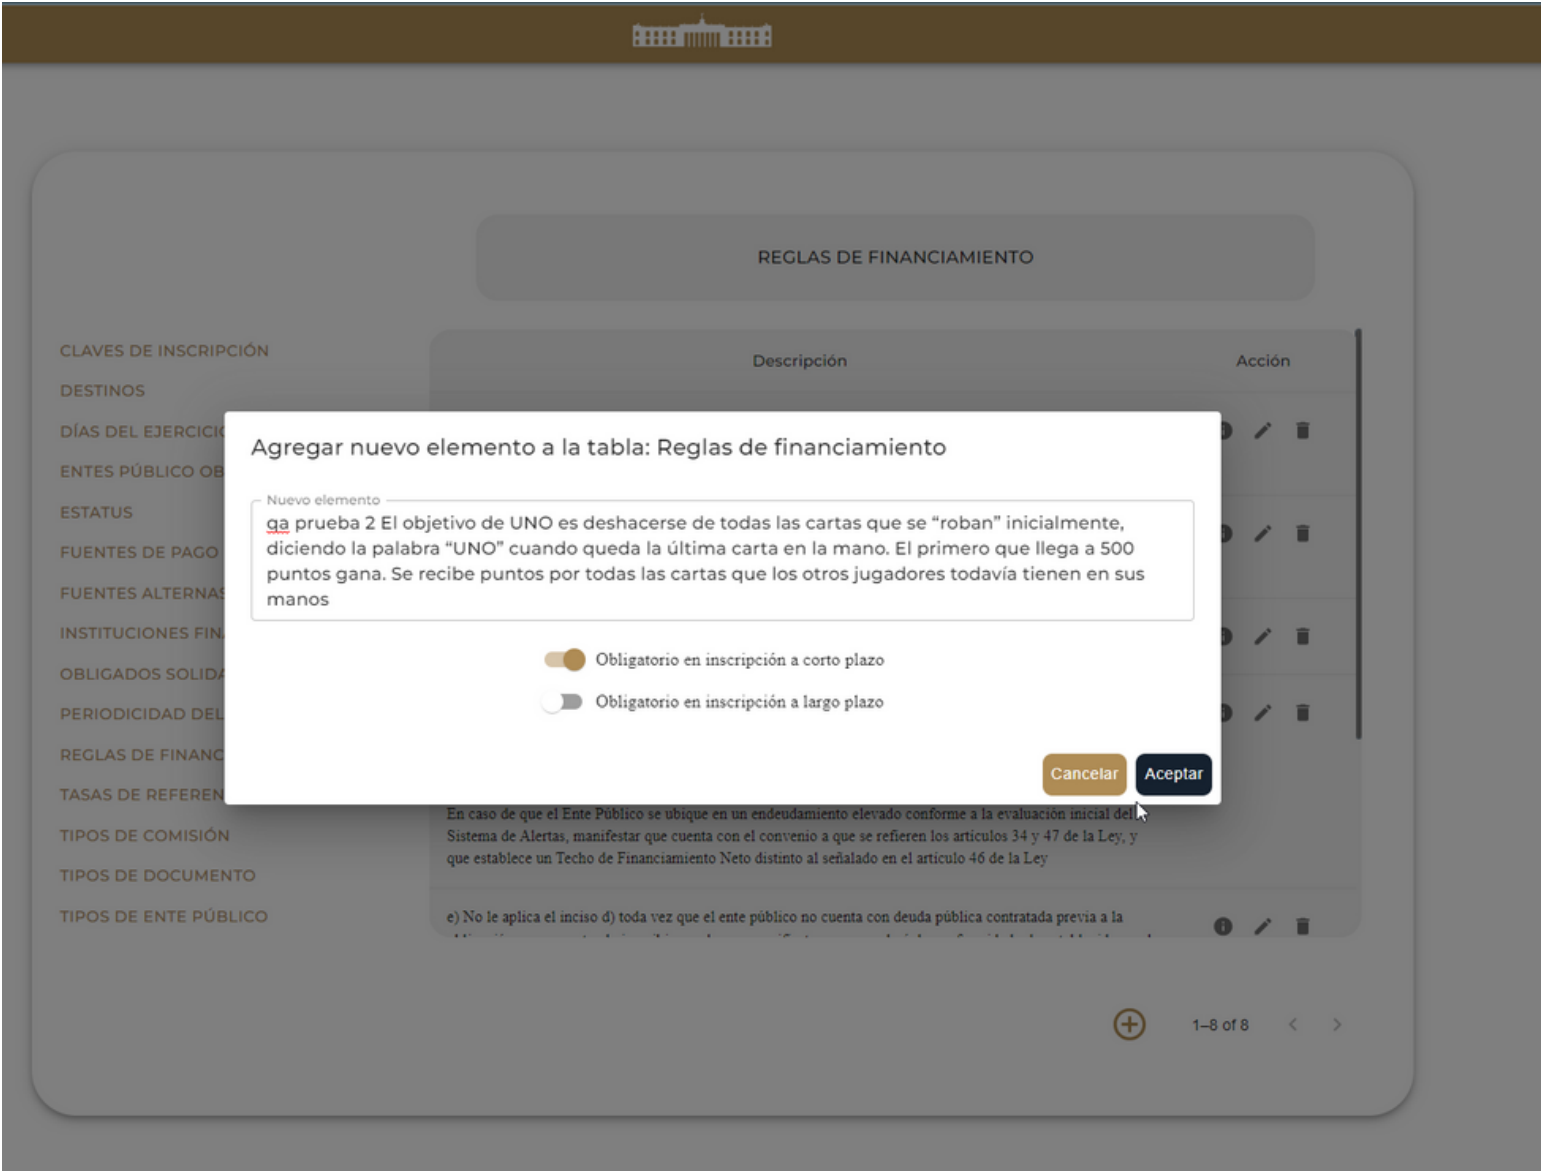 REGLAS DE FINANCIAMIENTO
CLAVES DE INSCRIPCIÓN
DESTINOS
DÍAS DEL EJERCICIO
ENTES PÚBLICO OB
ESTATUS
FUENTES DE PAGO
FUENTES ALTERNAS
INSTITUCIONES FIN
OBLIGADOS SOLIDA
PERIODICIDAD DEL
REGLAS DE FINANC
TASAS DE REFEREN
TIPOS DE COMISIÓN
TIPOS DE DOCUMENTO
TIPOS DE ENTE PÚBLICO
Descripción Acción
Agregar nuevo elemento a la tabla: Reglas de financiamiento
Nuevo elemento
qa prueba 2 El objetivo de UNO es deshacerse de todas las cartas que se “roban” inicialmente,
diciendo la palabra “UNO” cuando queda la última carta en la mano. El primero que llega a 500
puntos gana. Se recibe puntos por todas las cartas que los otros jugadores todavía tienen en sus
manos
Obligatorio en inscripción a corto plazo
Obligatorio en inscripción a largo plazo
Cancelar Aceptar
En caso de que el Ente Público se ubique en un endeudamiento elevado conforme a la evaluación inicial del
Sistema de Alertas, manifestar que cuenta con el convenio a que se refieren los artículos 34 y 47 de la Ley, y
que establece un Techo de Financiamiento Neto distinto al señalado en el artículo 46 de la Ley
e) No le aplica el inciso d) toda vez que el ente público no cuenta con deuda pública contratada previa a la
1–8 of 8